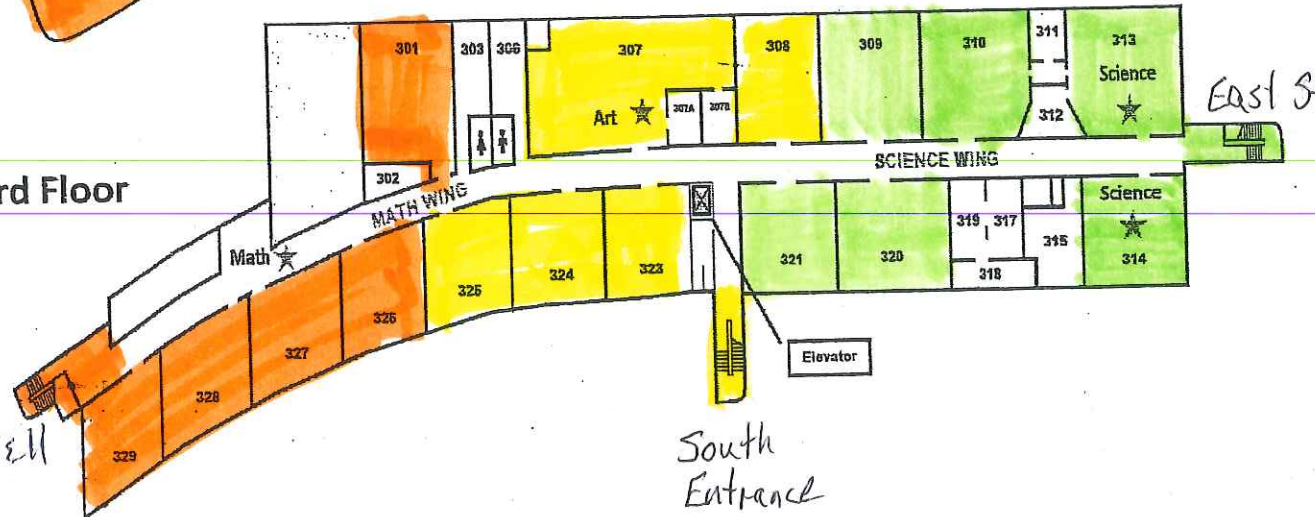 301
303
306
307
308
309
310
311
313
Science
Art
307A
307B
312
East S
302
SCIENCE WING
rd Floor
MATH WING
Science
Math
319
317
315
314
321
320
318
323
324
325
326
327
328
329
Elevator
Ell
South
Entrance